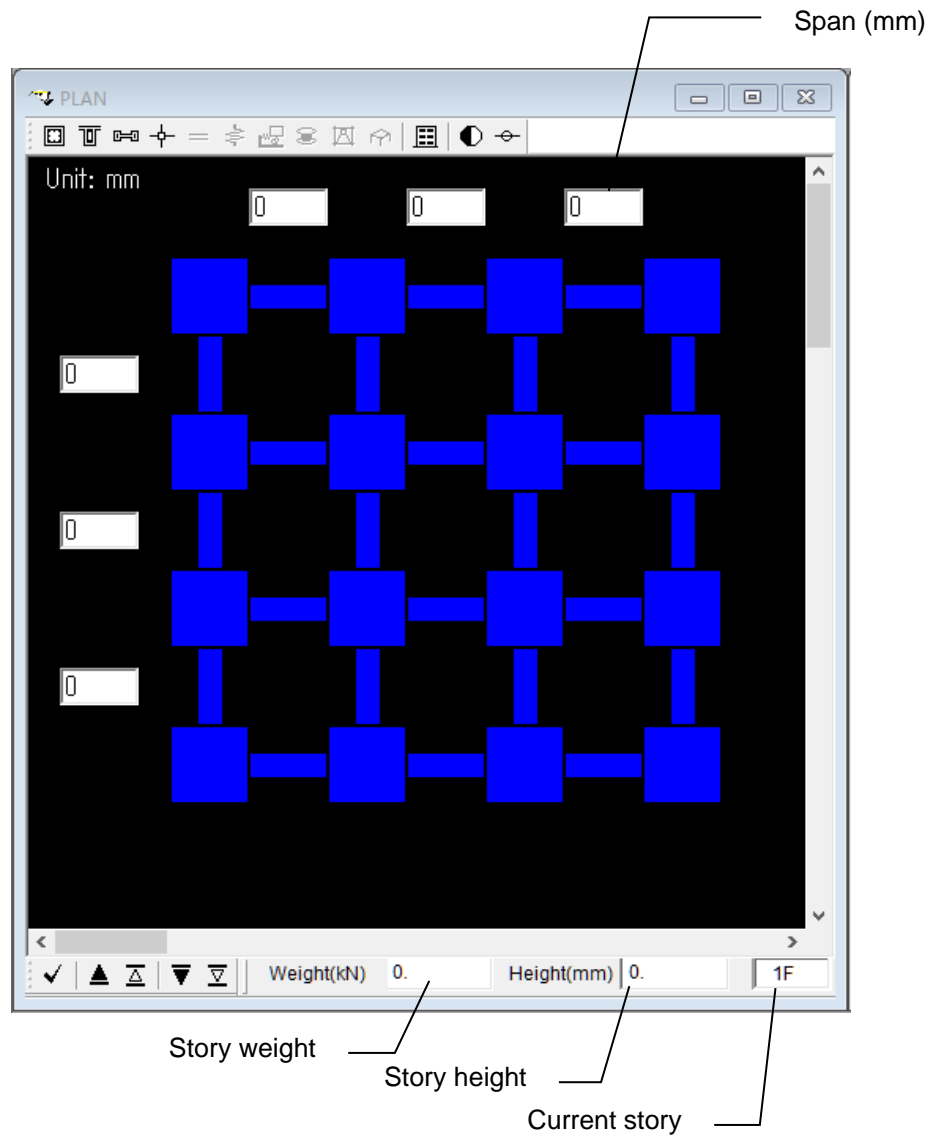 Span (mm)
PLAN
Unit: mm
0 0 0
0
0
0
Weight(kN) 0. Height(mm) 0. 1F
Story weight
Story height
Current story